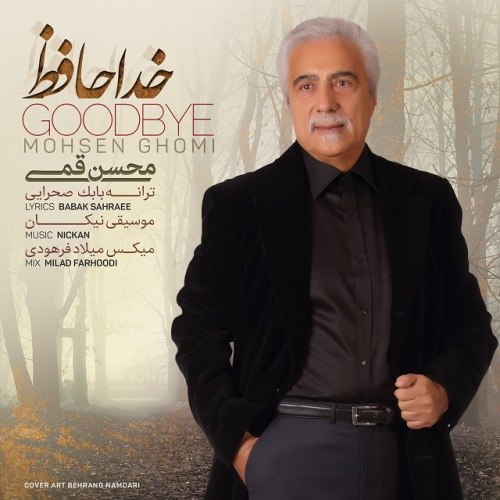 خداحافظ
GOODBYE
MOHSEN GHOMI
محسن قمی
ترانه بابک صحرایی
LYRICS BABAK SAHRAEE
موسیقی نیکان
MUSIC NICKAN
میکس میلاد فرهودی
MIX MILAD FARHOODI
COVER ART BEHRANG NAMDARI